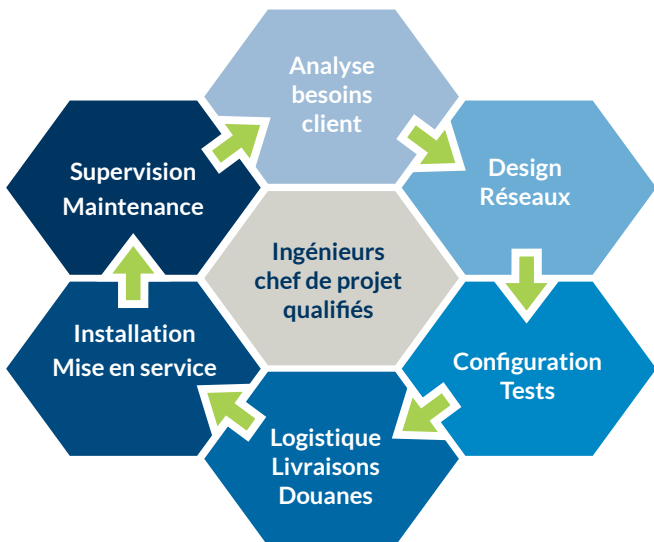 Analyse
besoins
client
Design
Réseaux
Configuration
Tests
Logistique
Livraisons
Douanes
Installation
Mise en service
Supervision
Maintenance
Ingénieurs
chef de projet
qualifiés